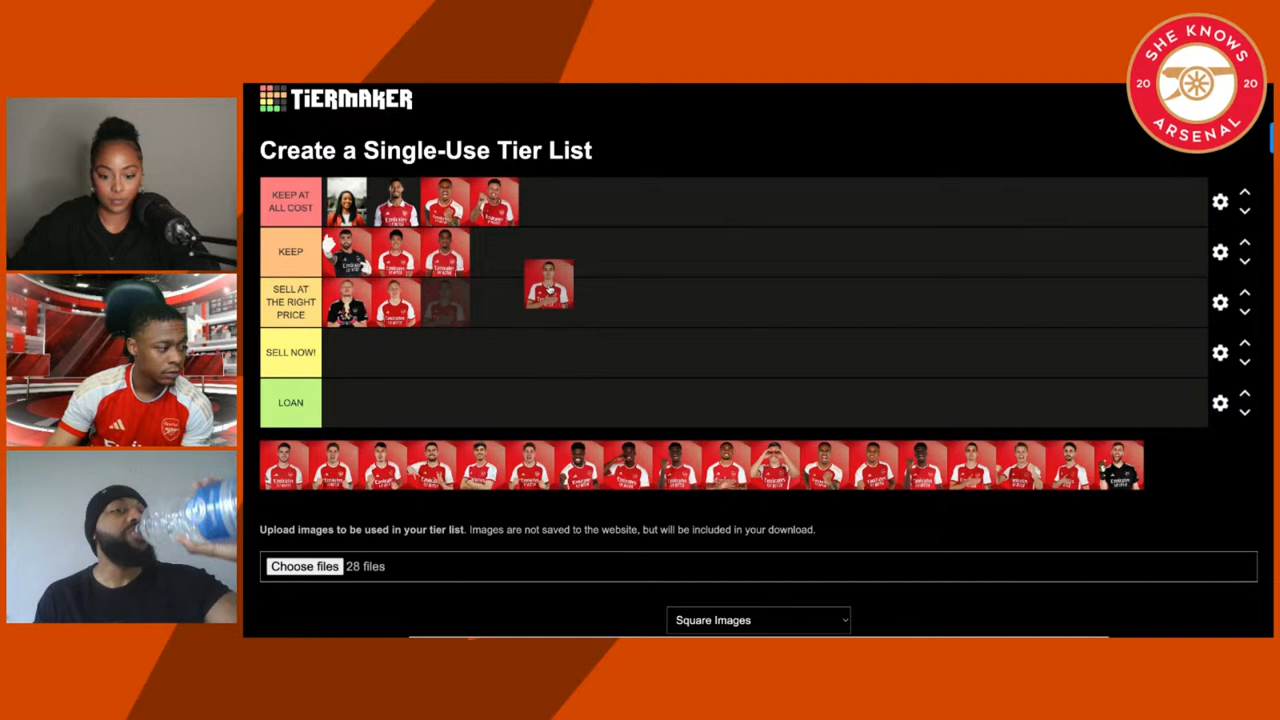 SHE KNOWS
20 20
ARSENAL
TiERMAKER
Create a Single-Use Tier List
KEEP AT
ALL COST
KEEP
SELL AT
THE RIGHT
PRICE
SELL NOW!
LOAN
Upload images to be used in your tier list. Images are not saved to the website, but will be included in your download.
Choose files 28 files
Square Images